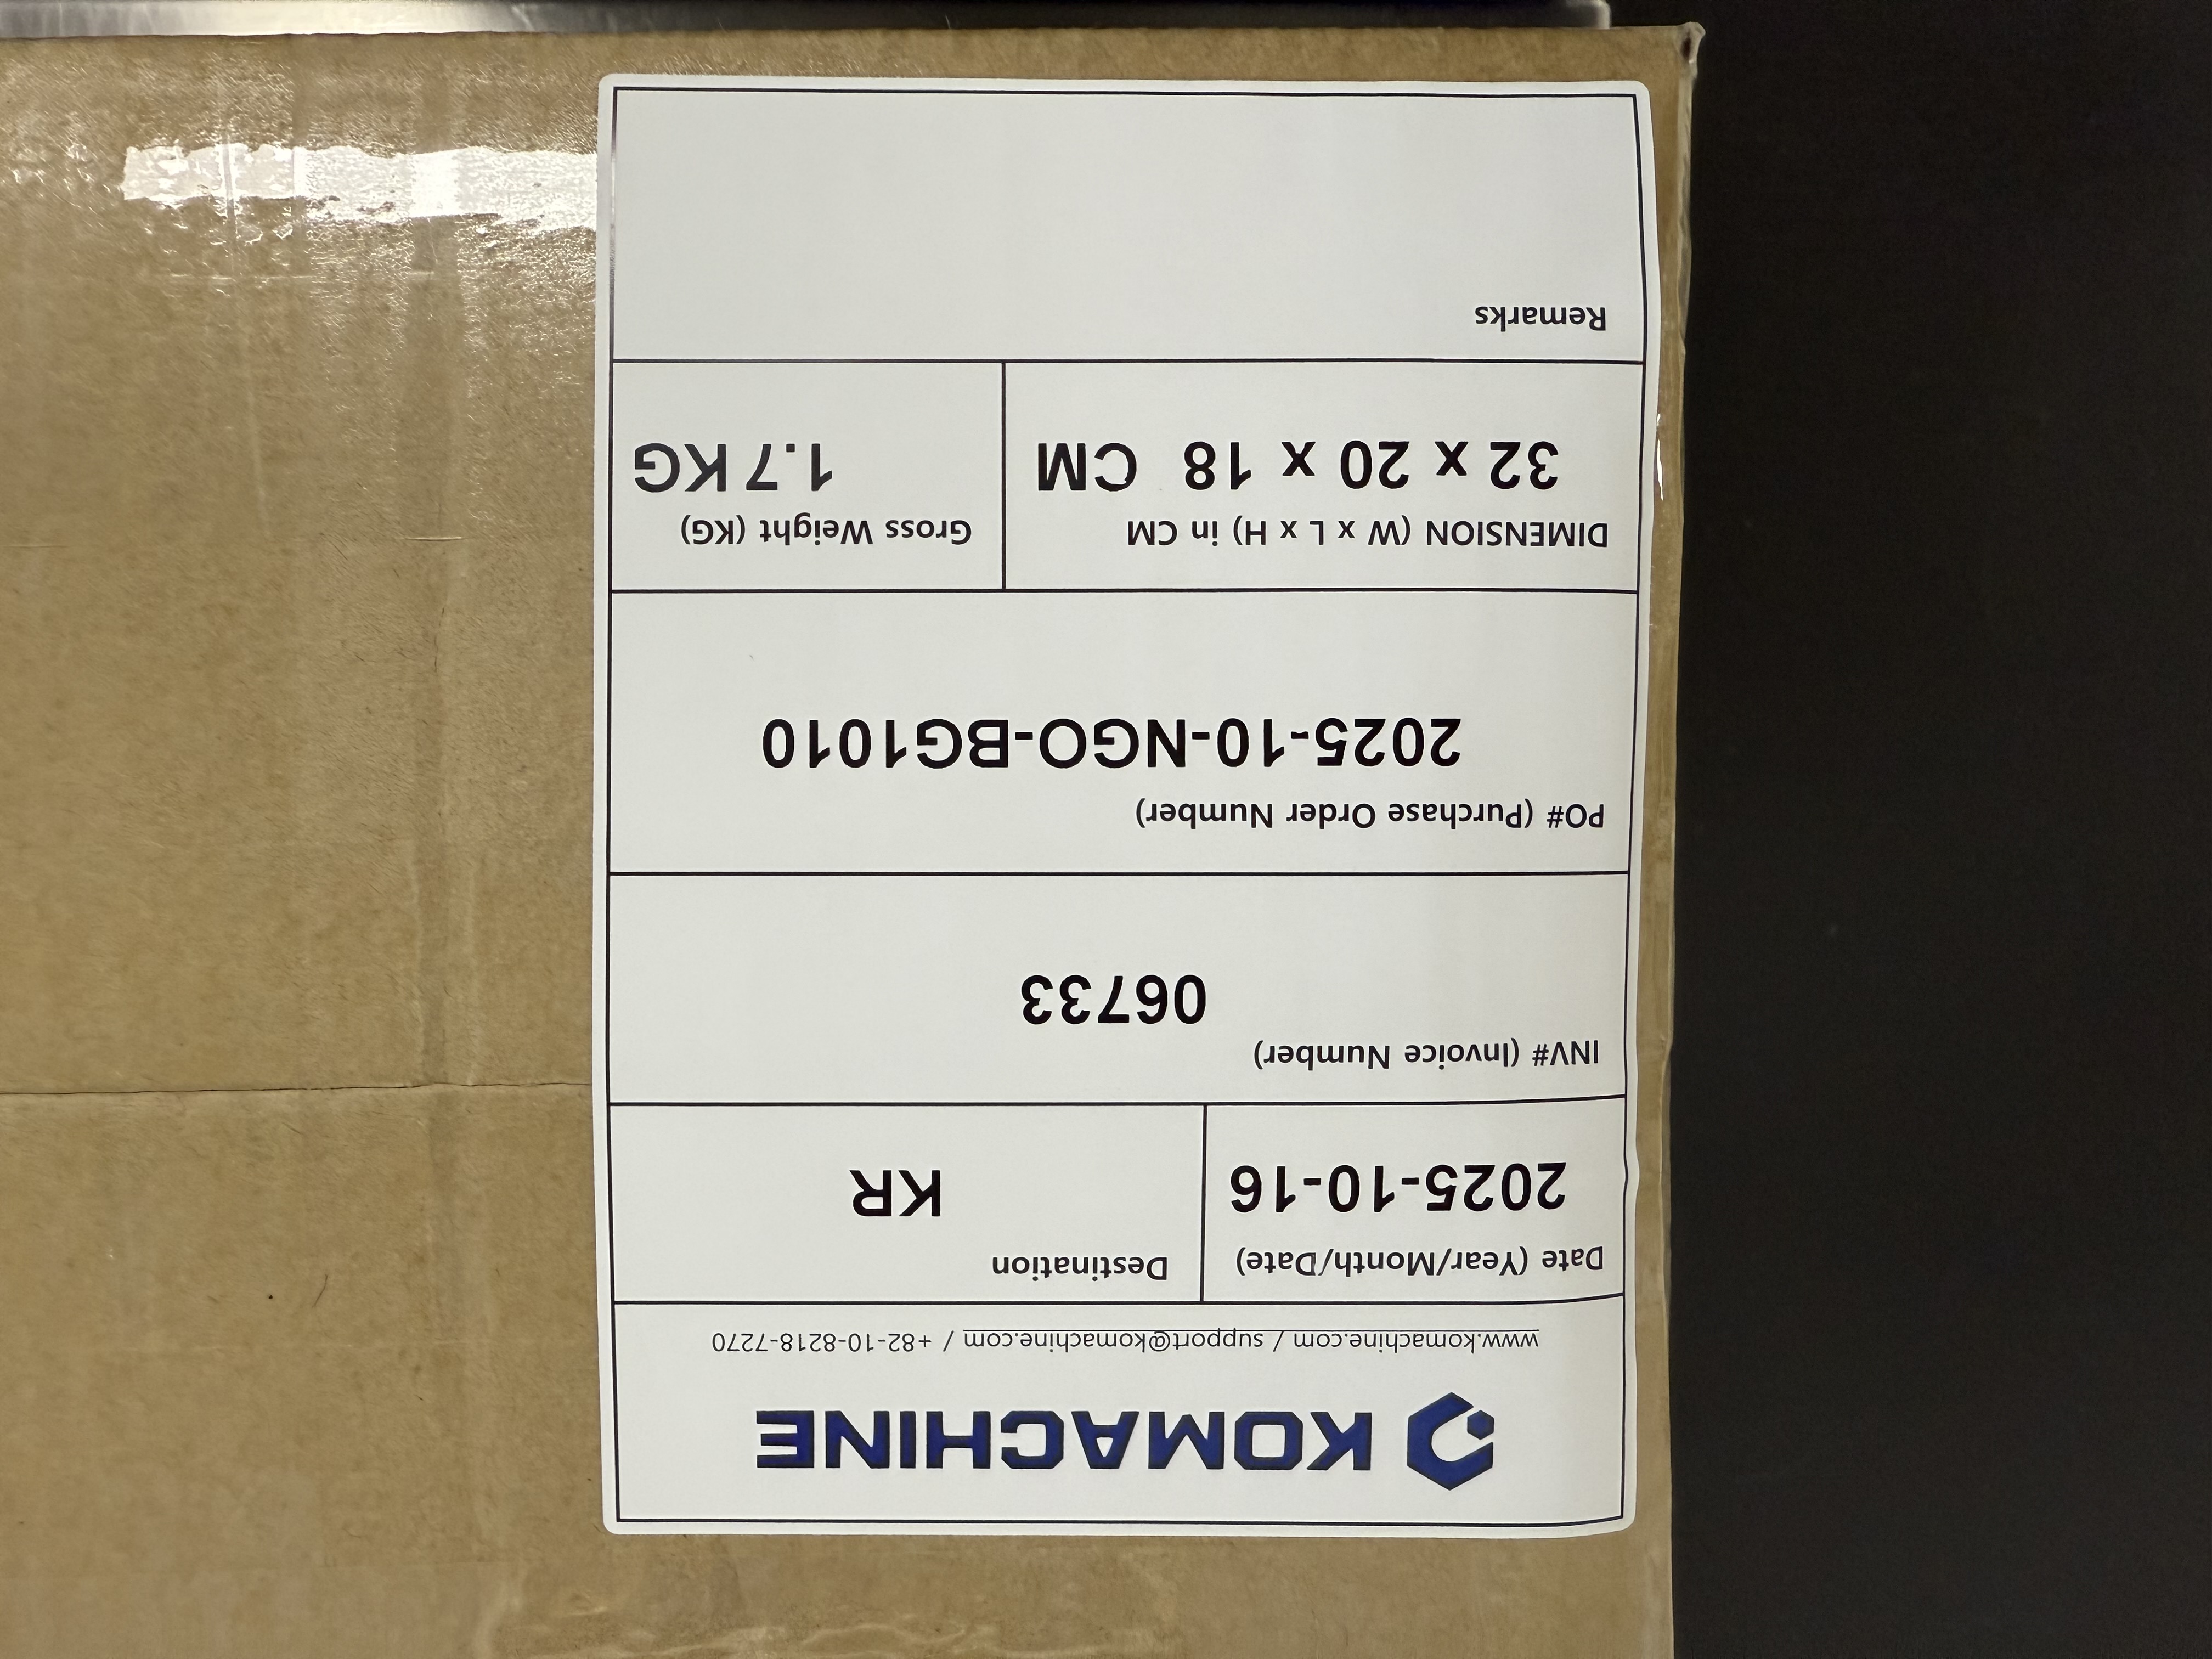 KOMACHINE
www.komachine.com / support@komachine.com / +82-10-8218-7270
Date (Year/Month/Date)
2025-10-16
Destination
KR
INV# (Invoice Number)
06733
PO# (Purchase Order Number)
2025-10-NGO-BG1010
DIMENSION (W x L x H) in CM
32 x 20 x 18 CM
Gross Weight (KG)
1.7 KG
Remarks